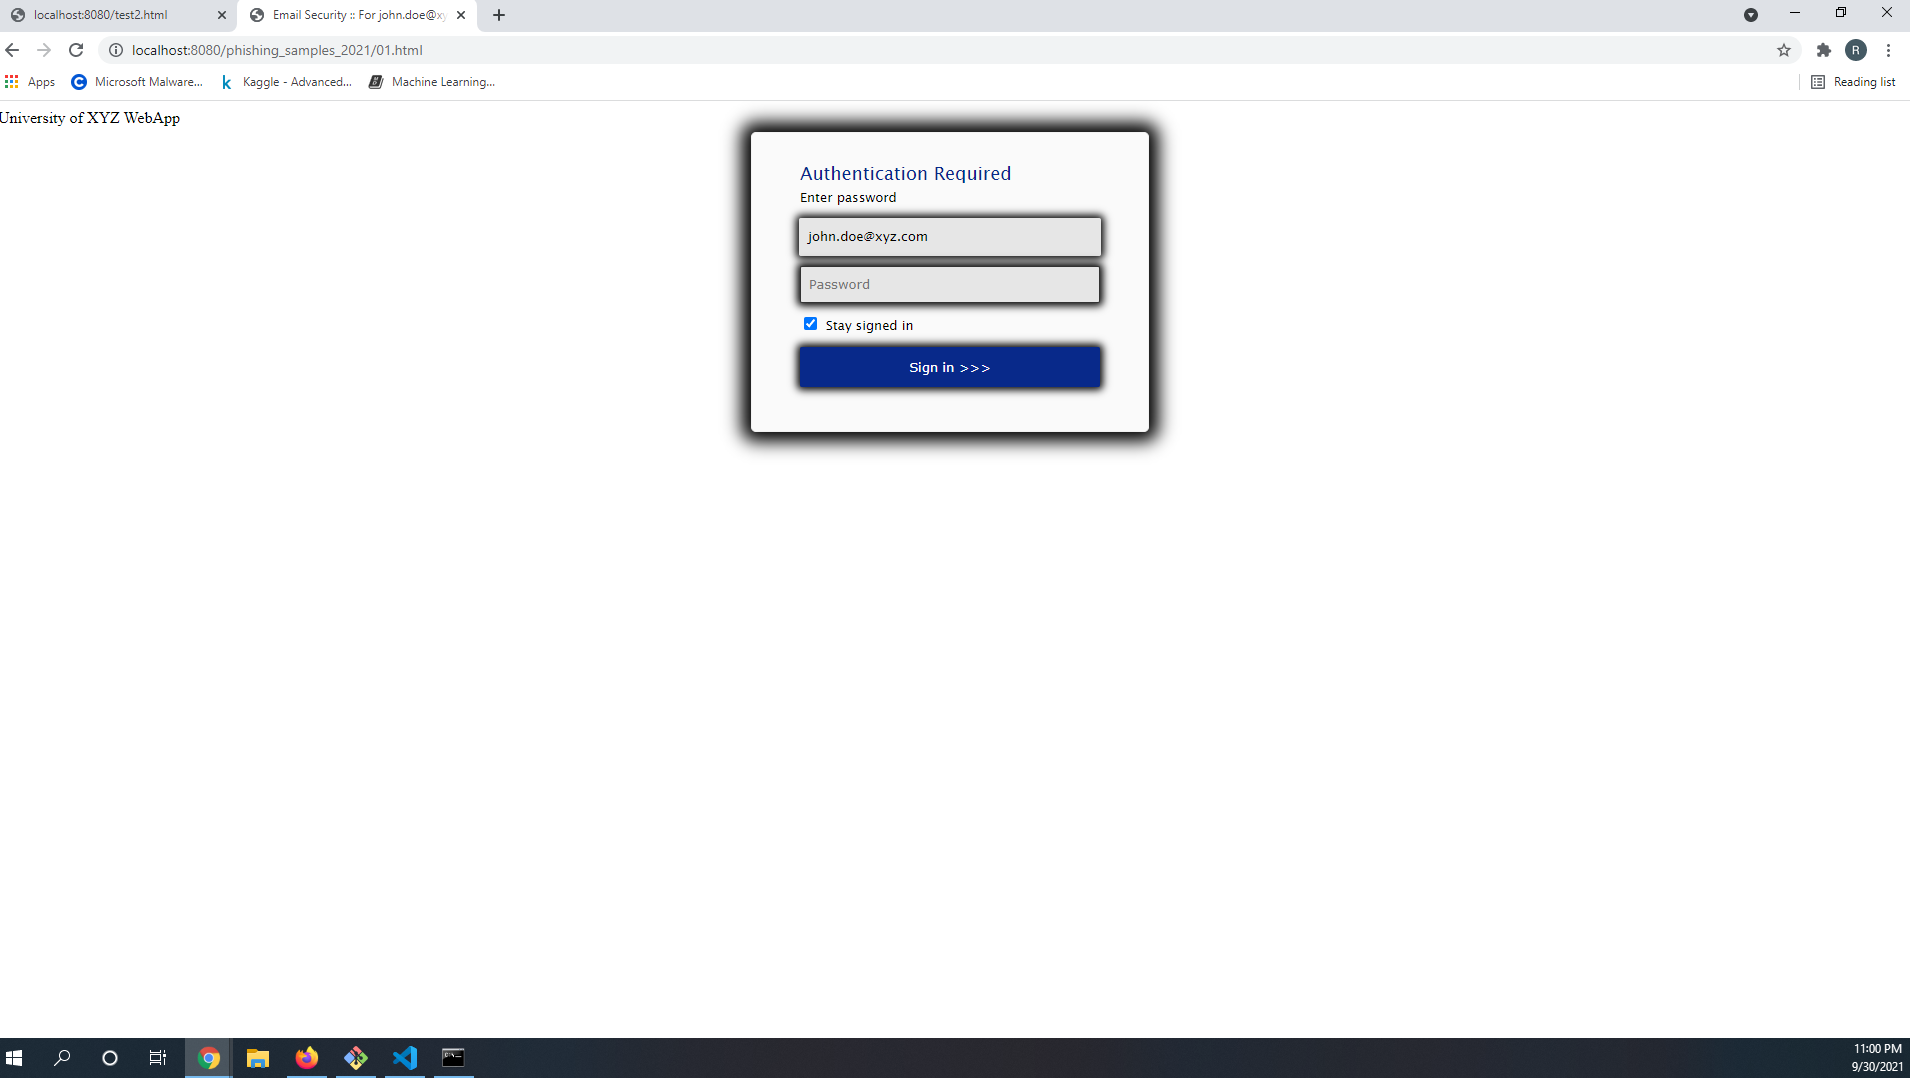 localhost:8080/test2.html
Email Security :: For john.doe@xy
localhost:8080/phishing_samples_2021/01.html
R
Apps
Microsoft Malware...
Kaggle - Advanced...
Machine Learning...
Reading list
University of XYZ WebApp
Authentication Required
Enter password
john.doe@xyz.com
Password
Stay signed in
Sign in >>>
11:00 PM
9/30/2021